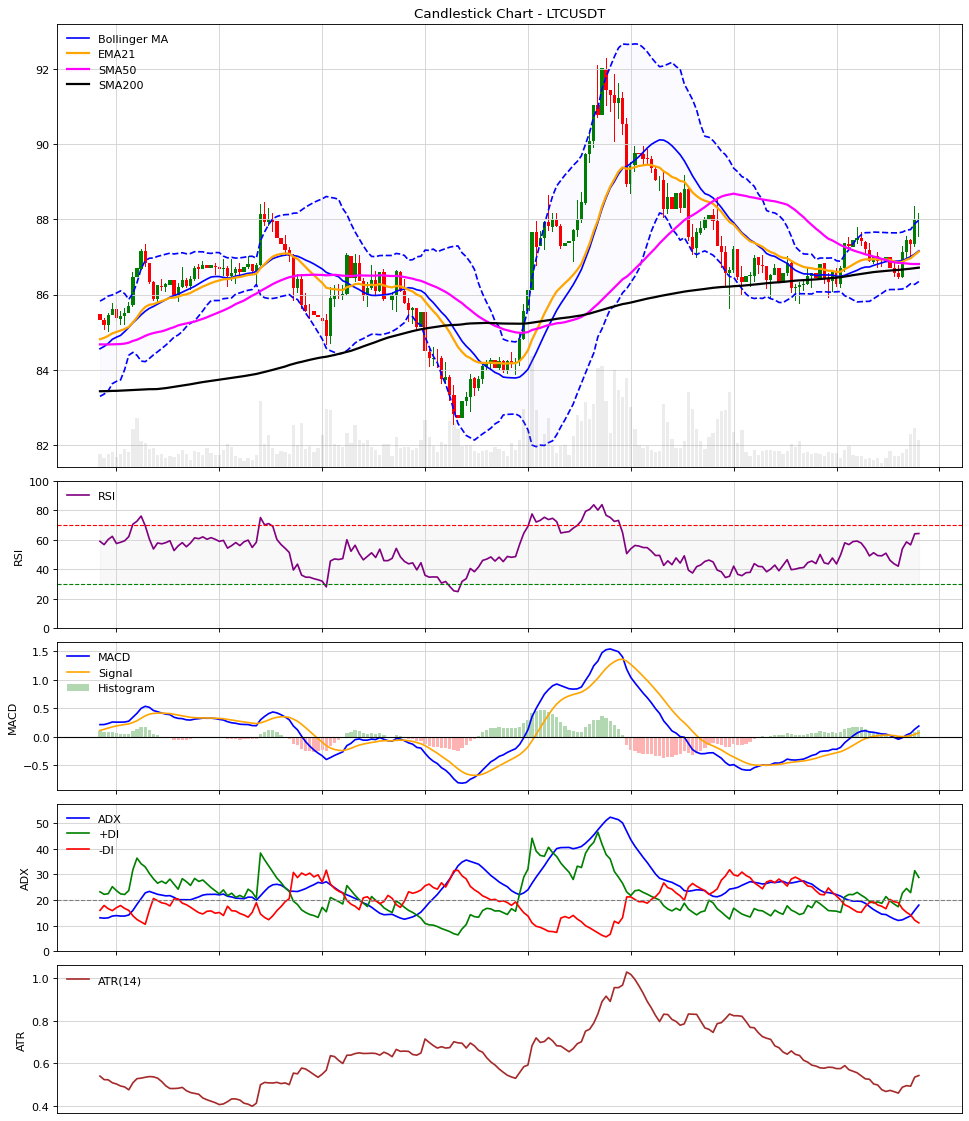 Candlestick Chart - LTCUSDT
Bollinger MA
EMA21
SMA50
SMA200
92
90
88
86
84
82
RSI
100
80
60
40
20
0
RSI
MACD
Signal
Histogram
1.5
1.0
0.5
0.0
−0.5
MACD
ADX
+DI
-DI
50
40
30
20
10
0
ADX
ATR(14)
1.0
0.8
0.6
0.4
ATR